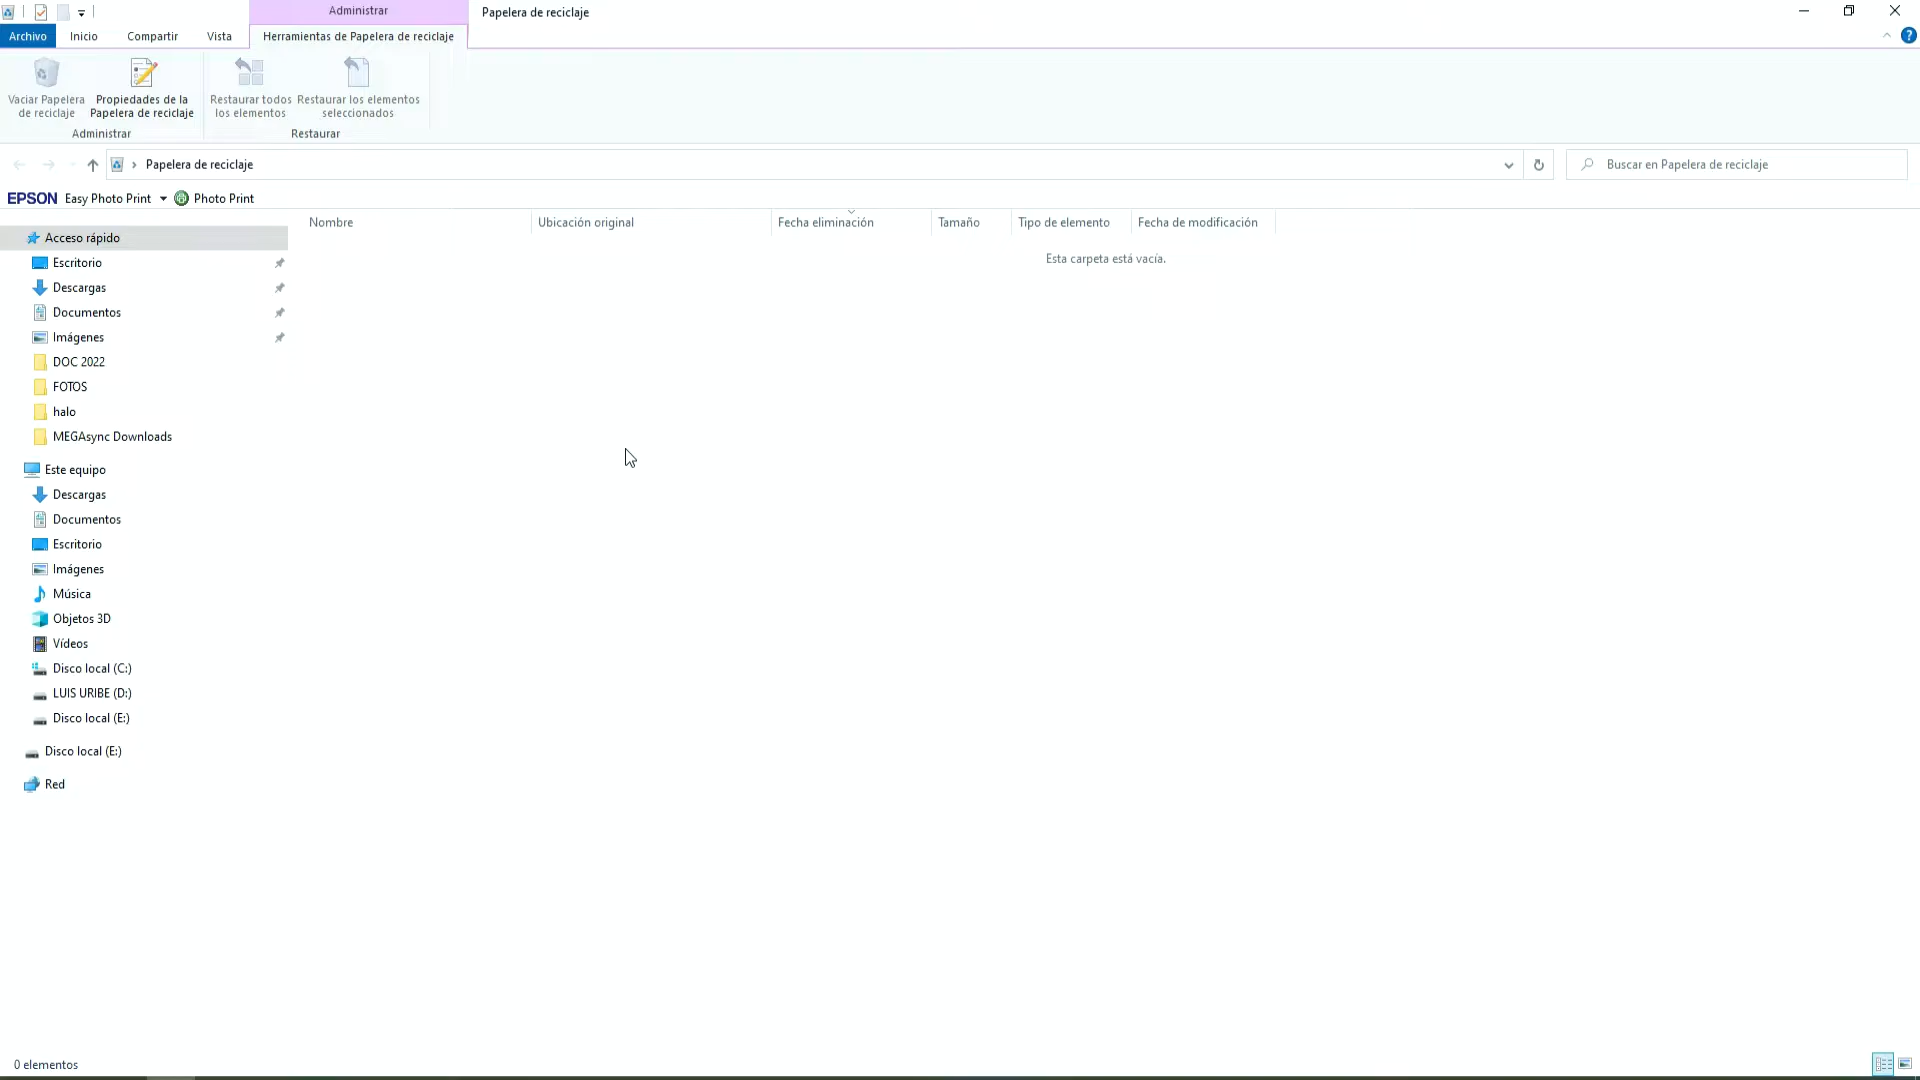 Administrar
Papelera de reciclaje
Archivo
Inicio
Compartir
Vista
Herramientas de Papelera de reciclaje
?
Vaciar Papelera
de reciclaje
Propiedades de la
Papelera de reciclaje
Restaurar todos
los elementos
Restaurar los elementos
seleccionados
Administrar
Restaurar
Papelera de reciclaje
Buscar en Papelera de reciclaje
EPSON Easy Photo Print
Photo Print
Nombre
Ubicación original
Fecha eliminación
Tamaño
Tipo de elemento
Fecha de modificación
Esta carpeta está vacía.
Acceso rápido
Escritorio
Descargas
Documentos
Imágenes
DOC 2022
FOTOS
halo
MEGAsync Downloads
Este equipo
Descargas
Documentos
Escritorio
Imágenes
Música
Objetos 3D
Vídeos
Disco local (C:)
LUIS URIBE (D:)
Disco local (E:)
Disco local (E:)
Red
0 elementos